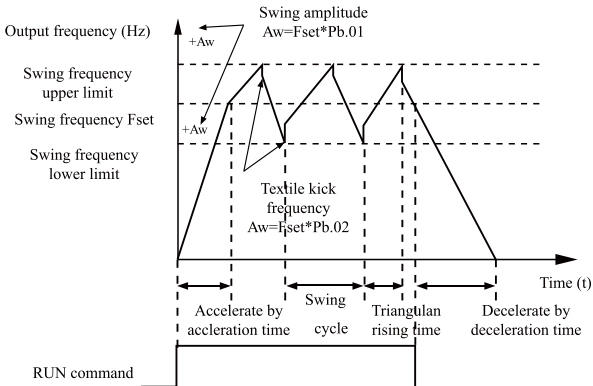 Swing amplitude
Output frequency (Hz)
Aw=Fset*Pb.01
+Aw
Swing frequency
upper limit
Swing frequency Fset
+Aw
Swing frequency
lower limit
Textile kick
frequency
Aw=Fset*Pb.02
Time (t)
Accelerate by
accleration time
Swing
cycle
Triangulan
rising time
Decelerate by
deceleration time
RUN command